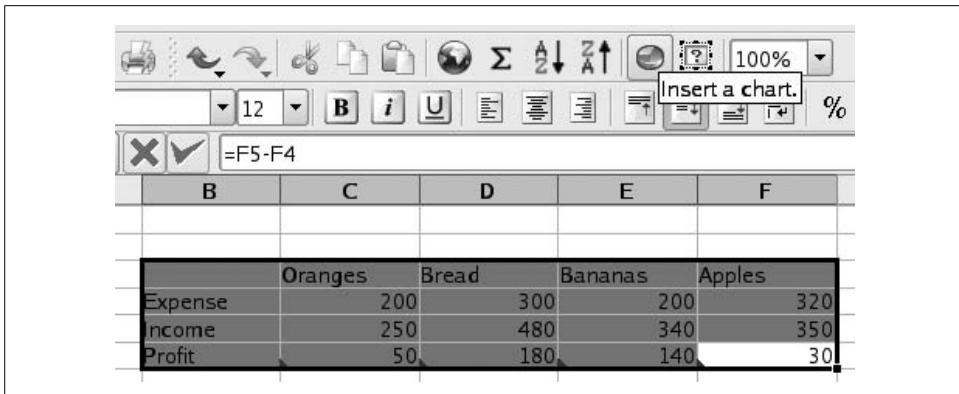 Σ A Z Z A ? 100%
Insert a chart.
12 B i U %
=F5-F4
B C D E F
Oranges Bread Bananas Apples
Expense 200 300 200 320
Income 250 480 340 350
Profit 50 180 140 30